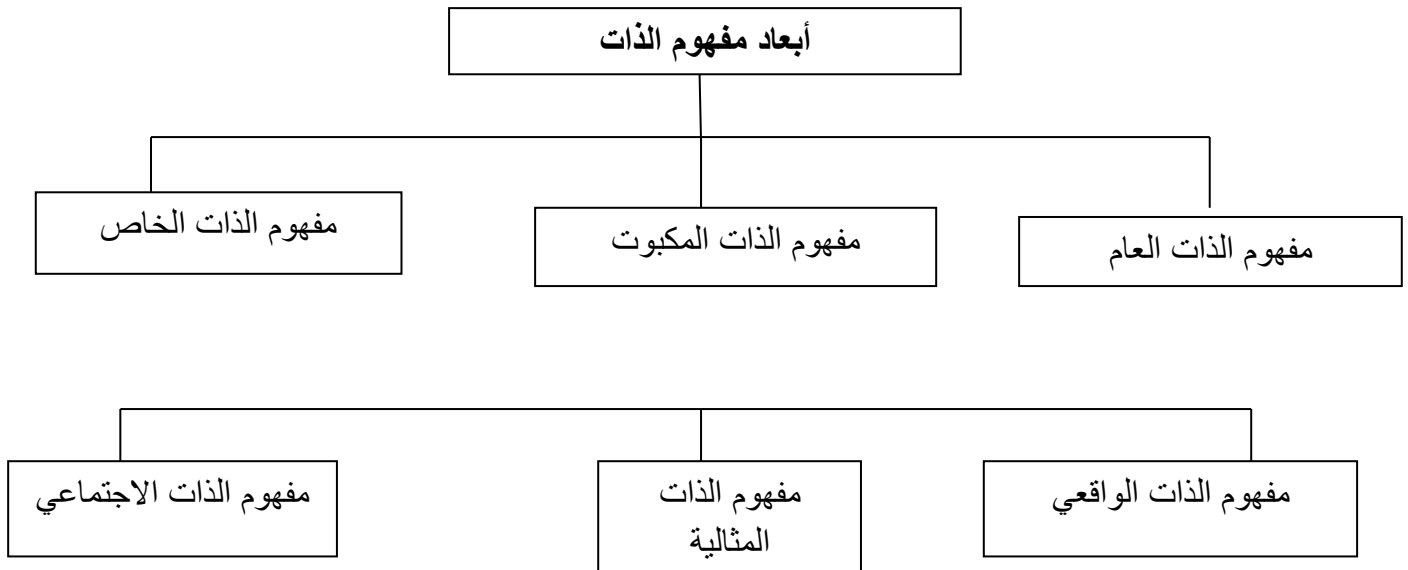 أبعاد مفهوم الذات
مفهوم الذات العام
مفهوم الذات المكبوت
مفهوم الذات الخاص
مفهوم الذات الواقعي
مفهوم الذات
المثالية
مفهوم الذات الاجتماعي